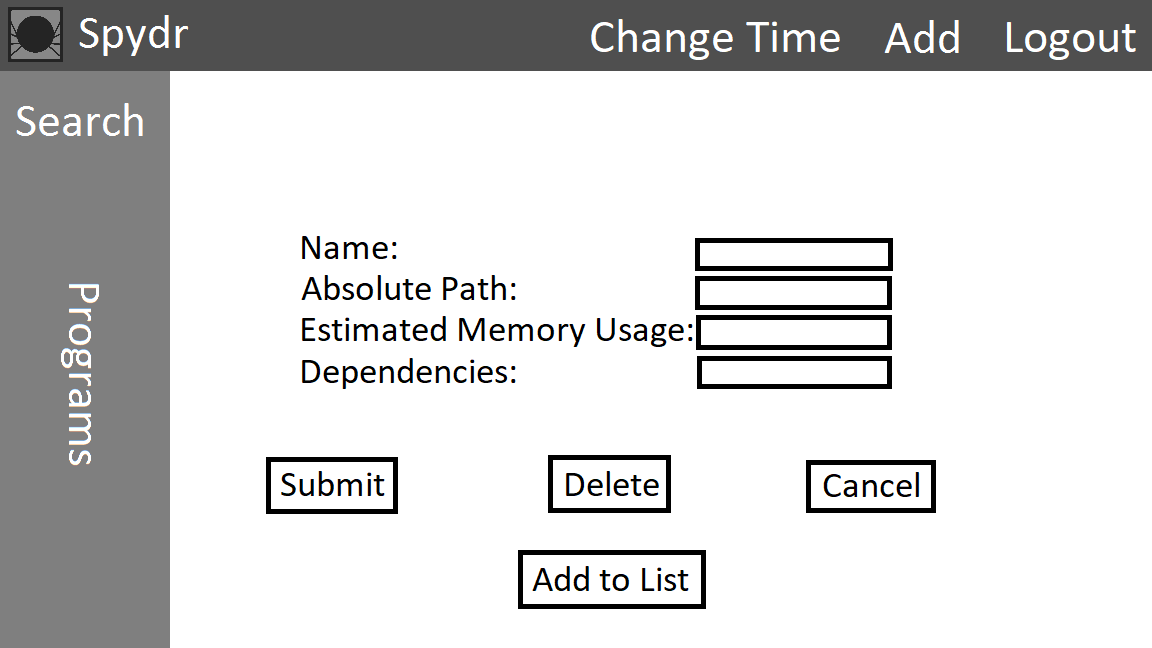 Spydr
Change Time
Add
Logout
Search
Programs
Name:
Absolute Path:
Estimated Memory Usage:
Dependencies:
Submit
Delete
Cancel
Add to List